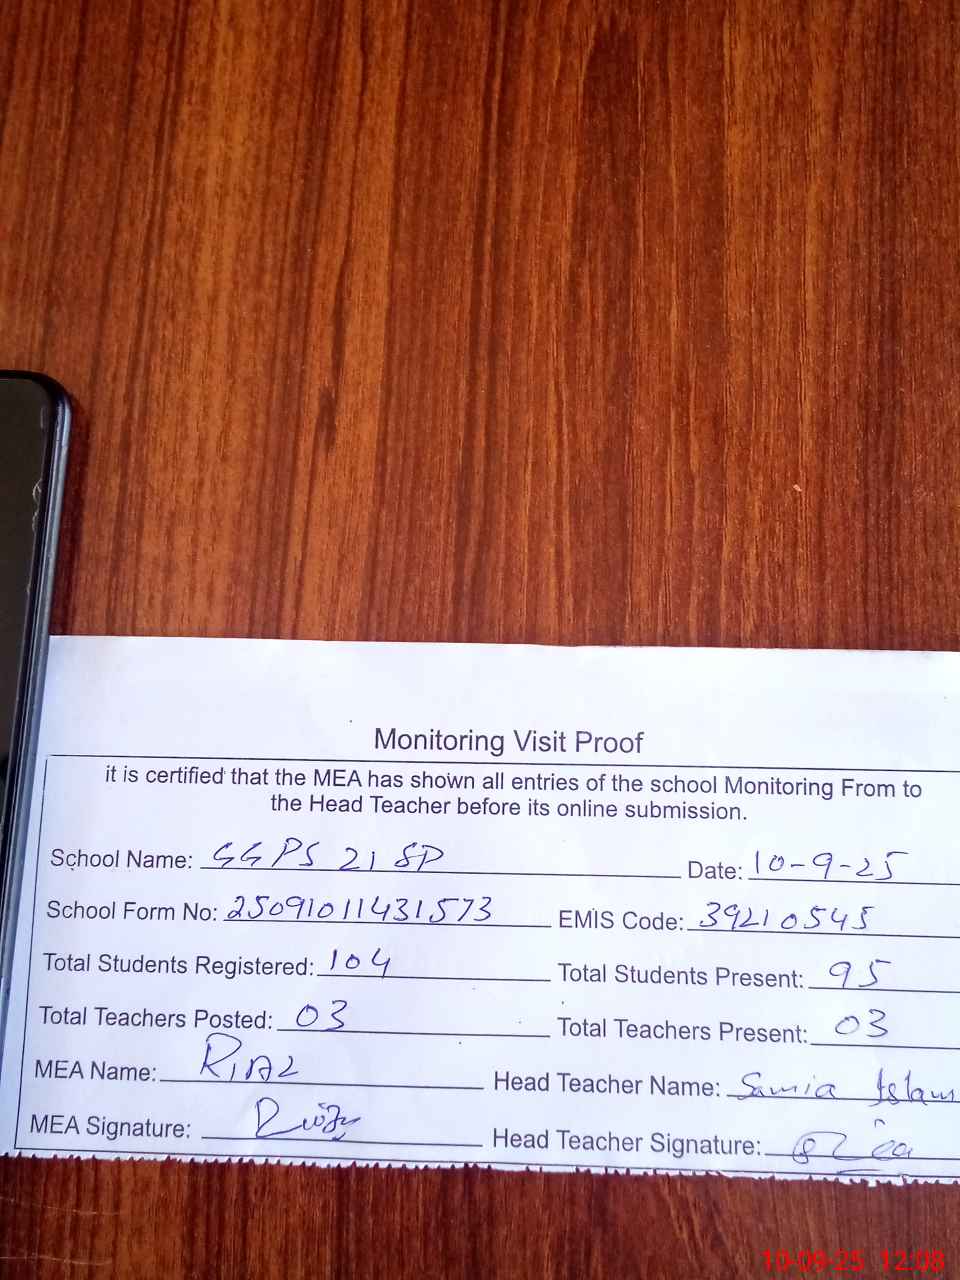 Monitoring Visit Proof
it is certified that the MEA has shown all entries of the school Monitoring From to
the Head Teacher before its online submission.
School Name: GGPS 21 SP Date: 10-9-25
School Form No: 25091011431573 EMIS Code: 39210545
Total Students Registered: 104 Total Students Present: 95
Total Teachers Posted: 03 Total Teachers Present: 03
MEA Name: RIAZ Head Teacher Name: Samia Islam
MEA Signature: Head Teacher Signature:
10-09-25 12:08